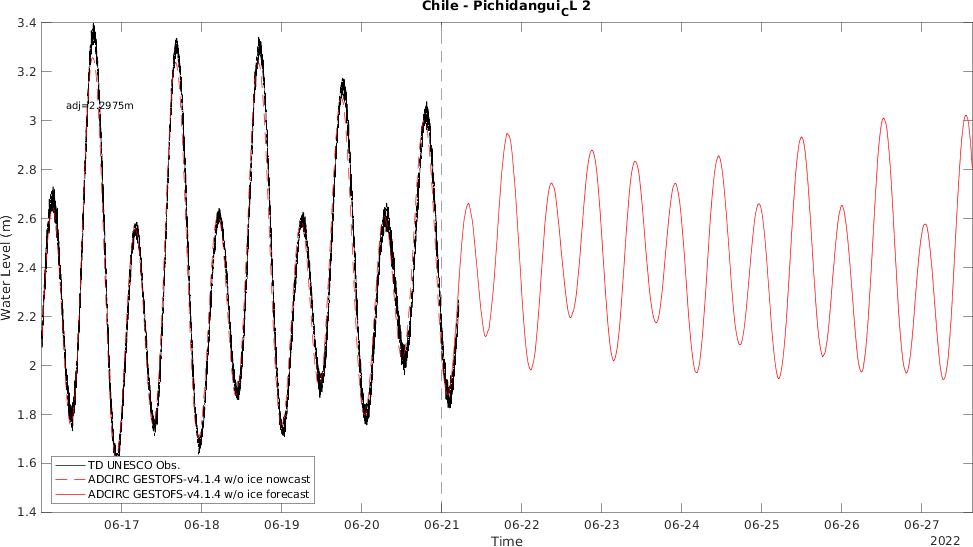 Chile - Pichidangui_CL 2
3.4
3.2
adj=2.2975m
3
2.8
2.6
2.4
2.2
2
1.8
1.6
1.4
Water Level (m)
TD UNESCO Obs.
ADCIRC GESTOFS-v4.1.4 w/o ice nowcast
ADCIRC GESTOFS-v4.1.4 w/o ice forecast
06-17 06-18 06-19 06-20 06-21 06-22 06-23 06-24 06-25 06-26 06-27
Time
2022